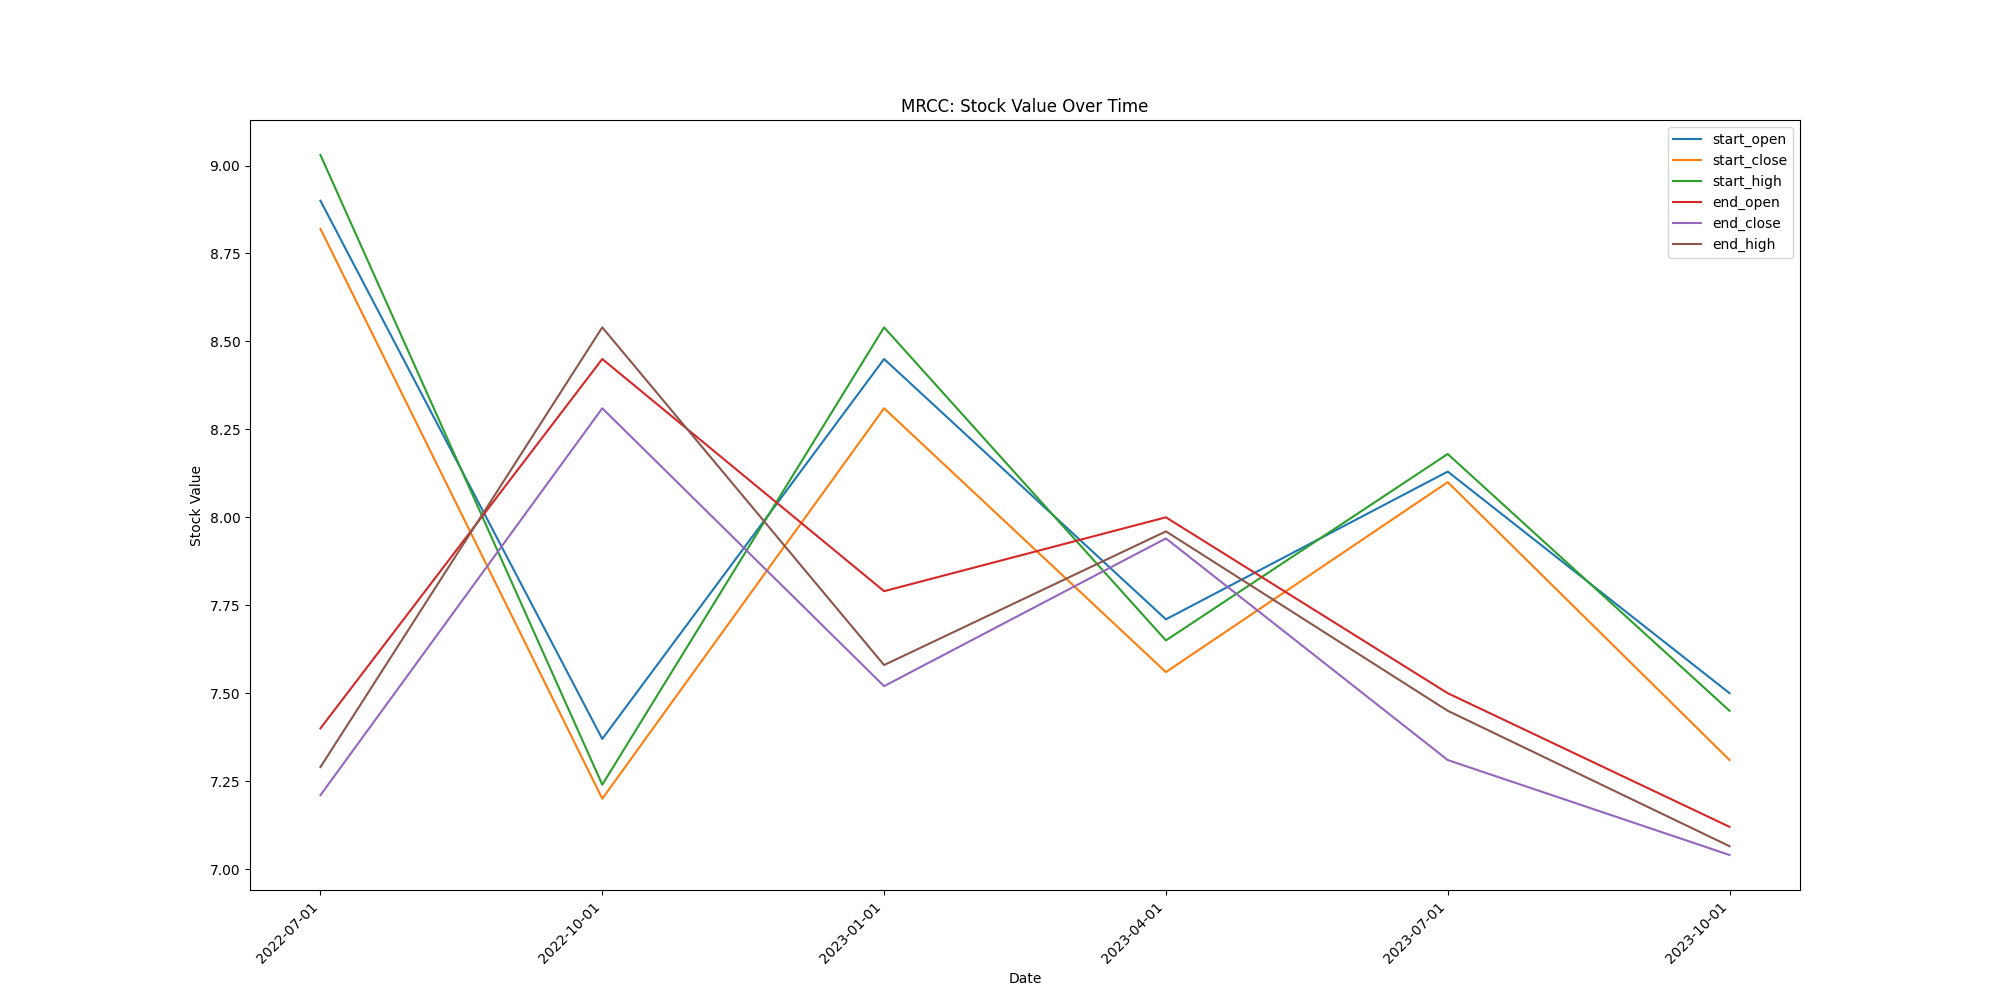 MRCC: Stock Value Over Time
start_open
start_close
start_high
end_open
end_close
end_high
Stock Value
9.00
8.75
8.50
8.25
8.00
7.75
7.50
7.25
7.00
2022-07-01
2022-10-01
2023-01-01
2023-04-01
2023-07-01
2023-10-01
Date